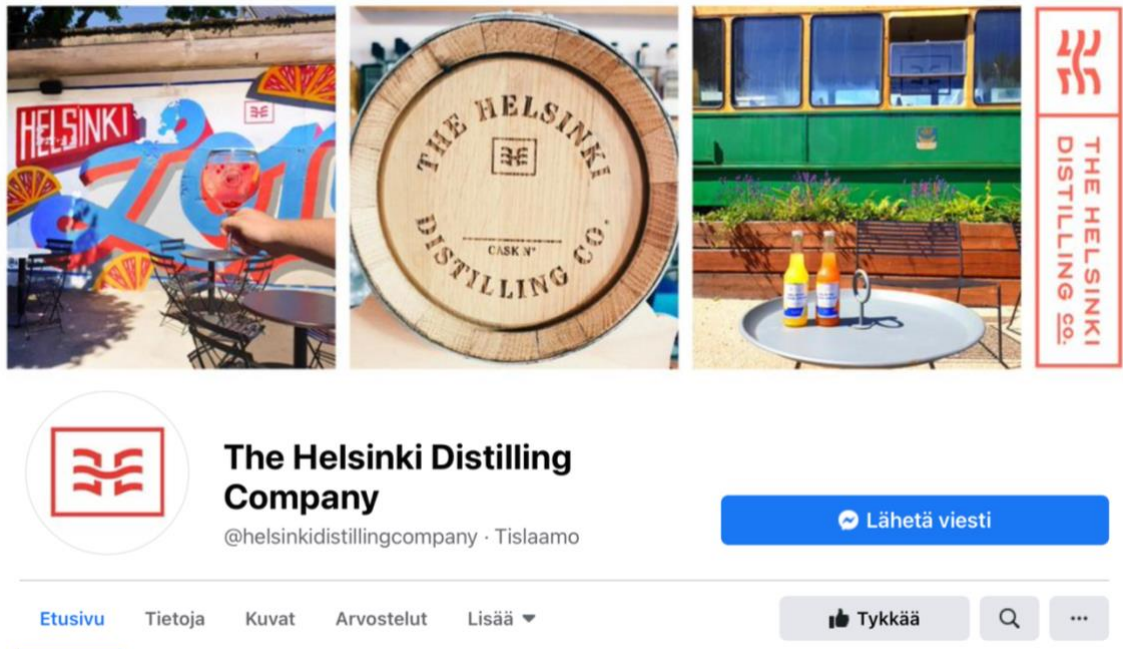 HELSINKI
THE HELSINKI
DISTILLING CO.
CASK N°
THE HELSINKI
DISTILLING CO.
The Helsinki Distilling
Company
@helsinkidistillingcompany · Tislaamo
Lähetä viesti
Etusivu Tietoja Kuvat Arvostelut Lisää
Tykkää